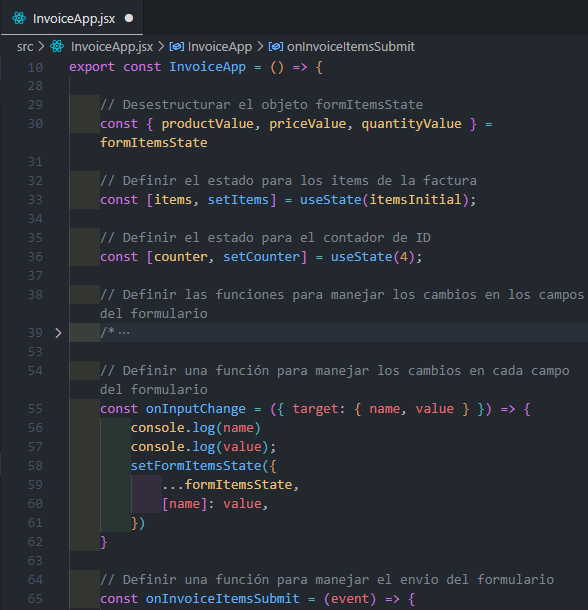 InvoiceApp.jsx
src > InvoiceApp.jsx > InvoiceApp > onInvoiceItemsSubmit
10 export const InvoiceApp = () => {
28
29 // Desestructurar el objeto formItemsState
30 const { productValue, priceValue, quantityValue } =
formItemsState
31
32 // Definir el estado para los items de la factura
33 const [items, setItems] = useState(itemsInitial);
34
35 // Definir el estado para el contador de ID
36 const [counter, setCounter] = useState(4);
37
38 // Definir las funciones para manejar los cambios en los campos
del formulario
39 > /* ···
53
54 // Definir una función para manejar los cambios en cada campo
del formulario
55 const onInputChange = ({ target: { name, value } }) => {
56 console.log(name)
57 console.log(value);
58 setFormItemsState({
59 ...formItemsState,
60 [name]: value,
61 })
62 }
63
64 // Definir una función para manejar el envio del formulario
65 const onInvoiceItemsSubmit = (event) => {